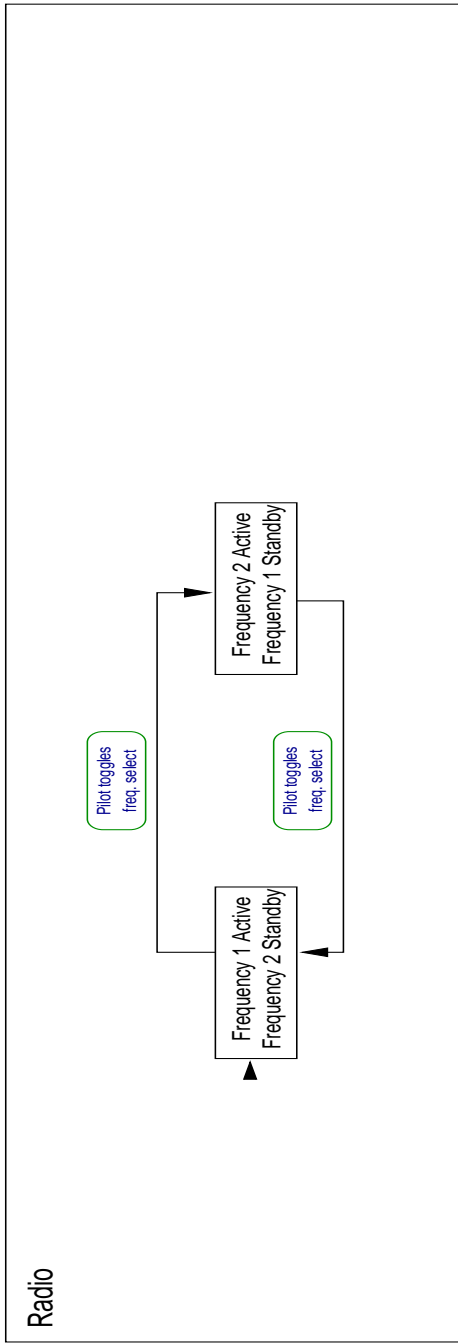 Radio
Pilot toggles
freq. select
Frequency 1 Active
Frequency 2 Standby
Frequency 2 Active
Frequency 1 Standby
Pilot toggles
freq. select